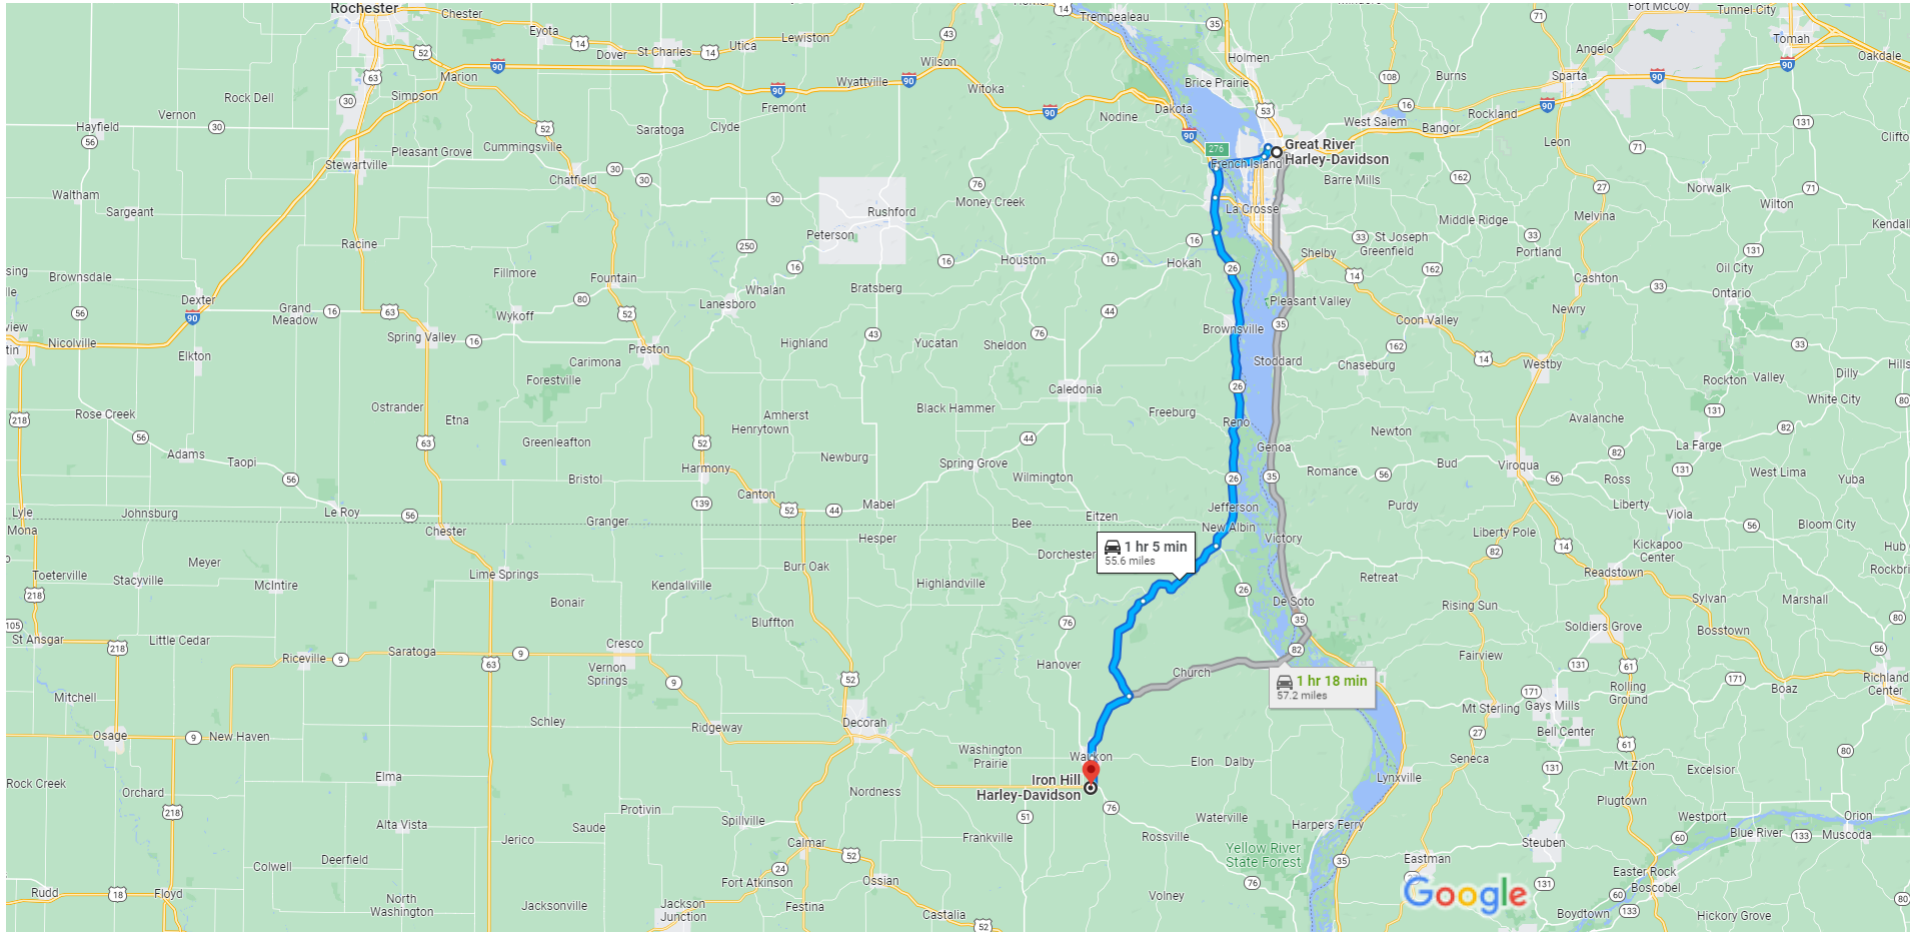 Rochester
Chester
Eyota
Dover
St Charles
Utica
Lewiston
Trempealeau
Holmen
Fort McCoy
Tunnel City
Tomah
Oakdale
Angelo
Sparta
Burns
Marion
Simpson
Wyattville
Wilson
Witoka
Brice Prairie
Rock Dell
Vernon
Hayfield
Fremont
Nodine
Dakota
West Salem
Bangor
Rockland
Leon
Saratoga
Clyde
Pleasant Grove
Cummingsville
Stewartville
Chatfield
276
French Island
Great River
Harley-Davidson
Barre Mills
Norwalk
Wilton
Waltham
Sargeant
Rushford
Money Creek
La Crosse
Middle Ridge
Melvina
Racine
Peterson
Houston
Hokah
Shelby
St Joseph
Greenfield
Portland
Cashton
Oil City
Ontario
Brownsdale
Fillmore
Fountain
Whalan
Lanesboro
Bratsberg
Pleasant Valley
Newry
Dexter
Grand
Meadow
Wykoff
Brownsville
Coon Valley
Nicolville
Elkton
Spring Valley
Preston
Carimona
Highland
Yucatan
Sheldon
Stoddard
Chaseburg
Westby
Forestville
Caledonia
Rockton
Valley
Dilly
White City
Rose Creek
Ostrander
Etna
Amherst
Henrytown
Black Hammer
Freeburg
Reno
Newton
Avalanche
La Farge
Adams
Taopi
Greenleafton
Harmony
Newburg
Spring Grove
Genoa
Romance
Bud
Viroqua
West Lima
Yuba
Bristol
Canton
Mabel
Wilmington
Purdy
Ross
Liberty
Viola
Bloom City
Lyle
Mona
Johnsburg
Le Roy
Chester
Granger
Hesper
Bee
Eitzen
Jefferson
New Albin
Victory
Liberty Pole
Kickapoo
Center
Meyer
Dorchester
1 hr 5 min
55.6 miles
Readstown
Retreat
Toeterville
Stacyville
McIntire
Lime Springs
Kendallville
Burr Oak
Highlandville
Bonair
De Soto
Rising Sun
Sylvan
Marshall
St Ansgar
Little Cedar
Bluffton
Soldiers Grove
Bosstown
Riceville
Saratoga
Cresco
Vernon
Springs
Hanover
Church
1 hr 18 min
57.2 miles
Fairview
Rolling
Ground
Boaz
Richland
Center
Mitchell
Mt Sterling
Gays Mills
Osage
New Haven
Schley
Ridgeway
Decorah
Bell Center
Washington
Prairie
Waukon
Elon
Dalby
Seneca
Mt Zion
Excelsior
Rock Creek
Orchard
Elma
Iron Hill
Harley-Davidson
Lynxville
Nordness
Protivin
Plugtown
Westport
Orion
Alta Vista
Saude
Spillville
Jerico
Calmar
Frankville
Rossville
Waterville
Harpers Ferry
Steuben
Blue River
Muscoda
Colwell
Deerfield
Yellow River
State Forest
Eastman
Easter Rock
Boscobel
Rudd
Floyd
North
Washington
Jacksonville
Jackson
Junction
Fort Atkinson
Ossian
Festina
Castalia
Volney
Google
Boydtown
Hickory Grove